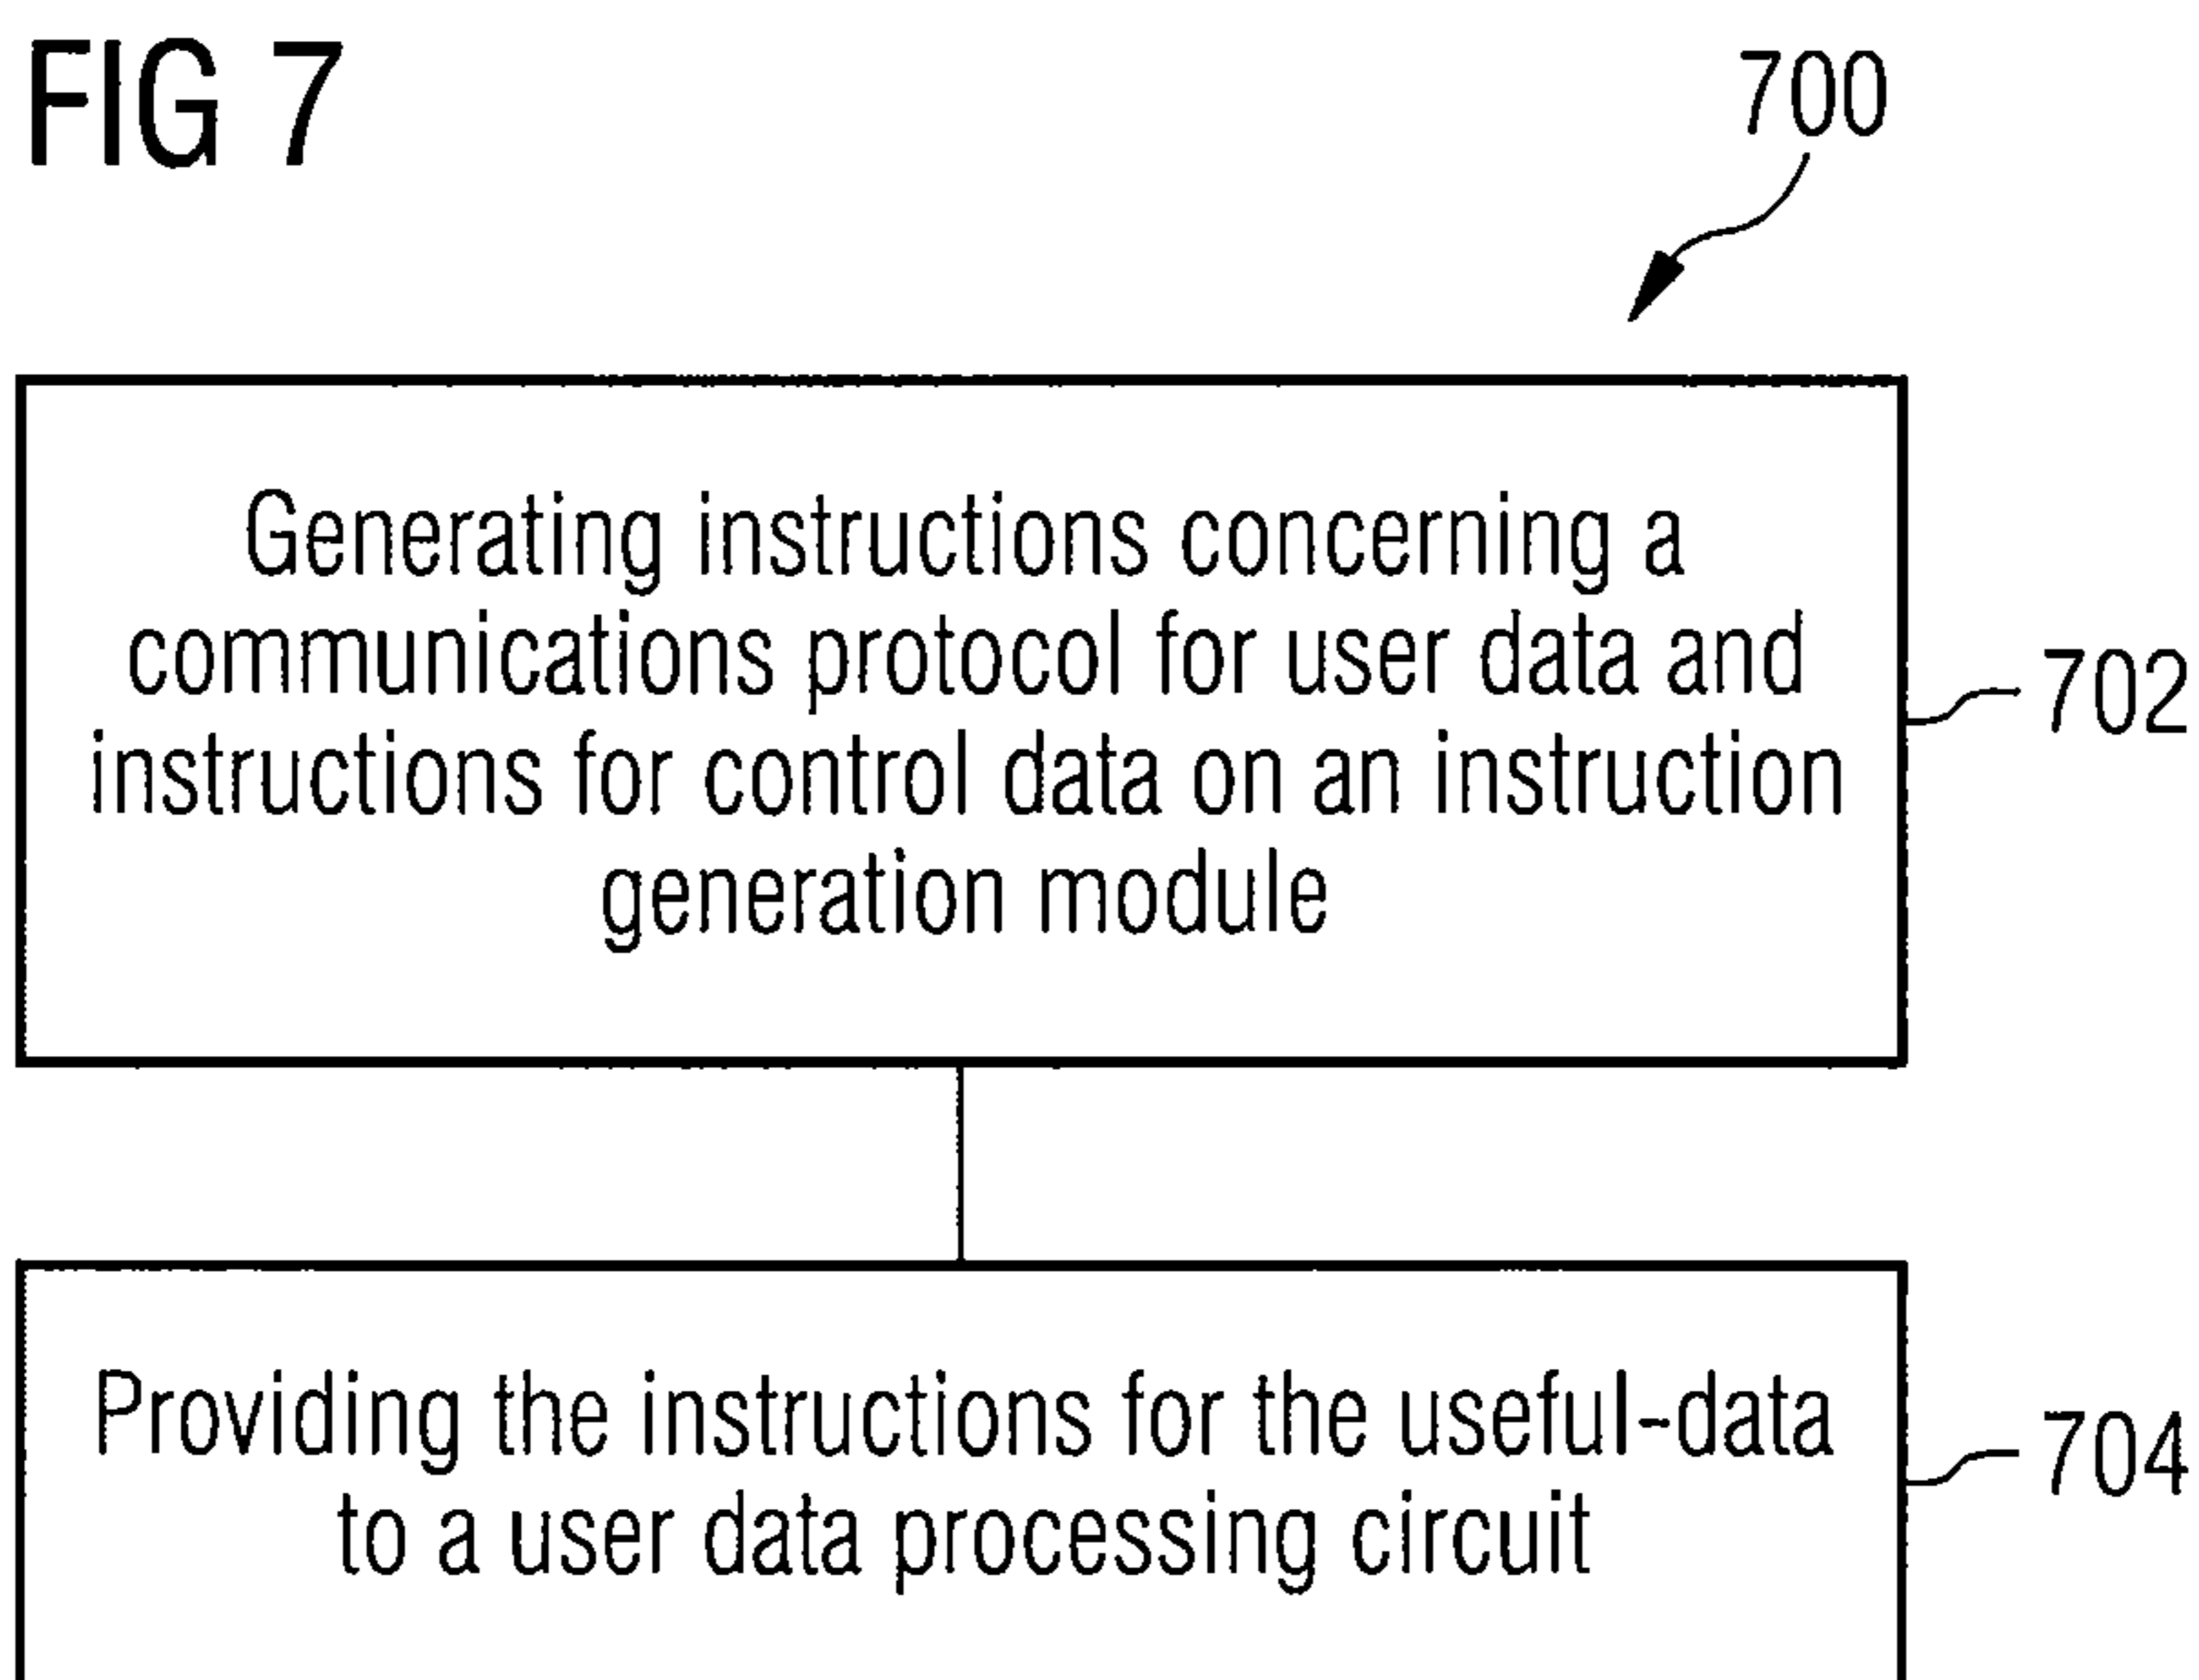 FIG 7
700
Generating instructions concerning a
communications protocol for user data and
instructions for control data on an instruction
generation module
702
Providing the instructions for the useful-data
to a user data processing circuit
704